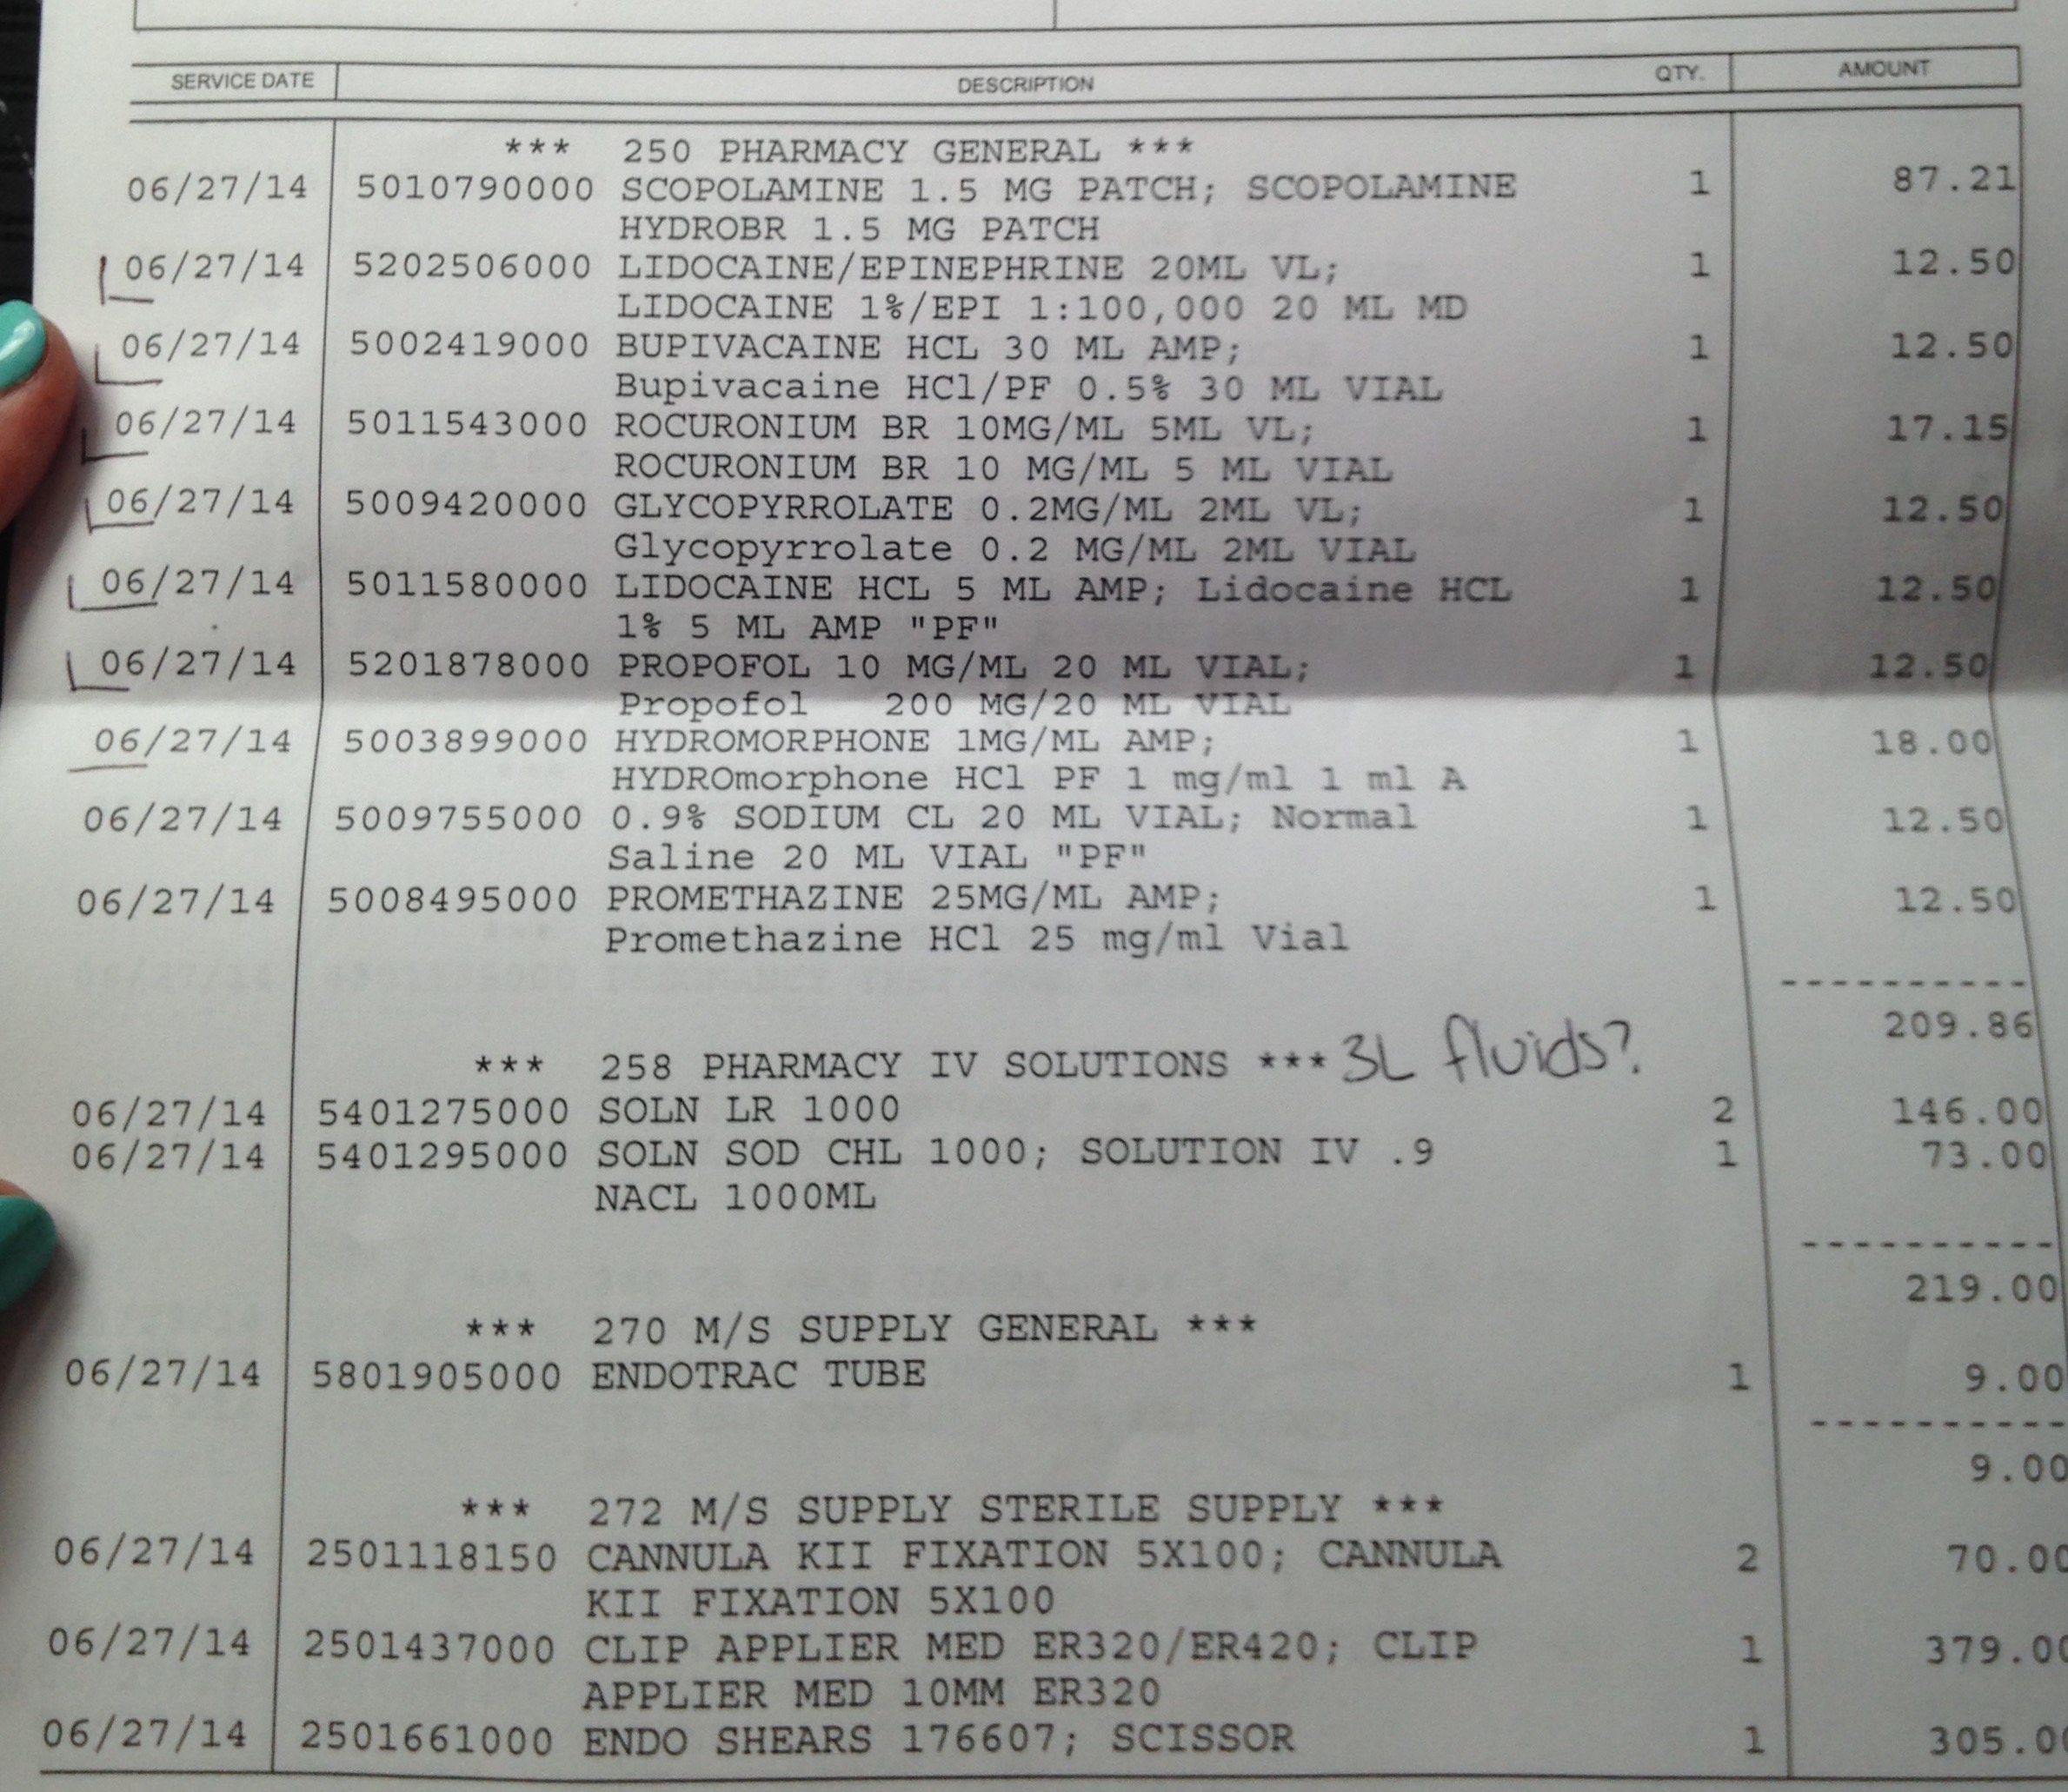 SERVICE DATE DESCRIPTION QTY. AMOUNT
*** 250 PHARMACY GENERAL ***
06/27/14 5010790000 SCOPOLAMINE 1.5 MG PATCH; SCOPOLAMINE 1 87.21
HYDROBR 1.5 MG PATCH
06/27/14 5202506000 LIDOCAINE/EPINEPHRINE 20ML VL; 1 12.50
LIDOCAINE 1%/EPI 1:100,000 20 ML MD
06/27/14 5002419000 BUPIVACAINE HCL 30 ML AMP; 1 12.50
Bupivacaine HCl/PF 0.5% 30 ML VIAL
06/27/14 5011543000 ROCURONIUM BR 10MG/ML 5ML VL; 1 17.15
ROCURONIUM BR 10 MG/ML 5 ML VIAL
06/27/14 5009420000 GLYCOPYRROLATE 0.2MG/ML 2ML VL; 1 12.50
Glycopyrrolate 0.2 MG/ML 2ML VIAL
06/27/14 5011580000 LIDOCAINE HCL 5 ML AMP; Lidocaine HCL 1 12.50
1% 5 ML AMP "PF"
06/27/14 5201878000 PROPOFOL 10 MG/ML 20 ML VIAL; 1 12.50
Propofol 200 MG/20 ML VIAL
06/27/14 5003899000 HYDROMORPHONE 1MG/ML AMP; 1 18.00
HYDROmorphone HCl PF 1 mg/ml 1 ml A
06/27/14 5009755000 0.9% SODIUM CL 20 ML VIAL; Normal 1 12.50
Saline 20 ML VIAL "PF"
06/27/14 5008495000 PROMETHAZINE 25MG/ML AMP; 1 12.50
Promethazine HCl 25 mg/ml Vial
----------
209.86
*** 258 PHARMACY IV SOLUTIONS *** 3L fluids?
06/27/14 5401275000 SOLN LR 1000 2 146.00
06/27/14 5401295000 SOLN SOD CHL 1000; SOLUTION IV .9 1 73.00
NACL 1000ML
----------
219.00
*** 270 M/S SUPPLY GENERAL ***
06/27/14 5801905000 ENDOTRAC TUBE 1 9.00
----------
9.00
*** 272 M/S SUPPLY STERILE SUPPLY ***
06/27/14 2501118150 CANNULA KII FIXATION 5X100; CANNULA 2 70.00
KII FIXATION 5X100
06/27/14 2501437000 CLIP APPLIER MED ER320/ER420; CLIP 1 379.00
APPLIER MED 10MM ER320
06/27/14 2501661000 ENDO SHEARS 176607; SCISSOR 1 305.00